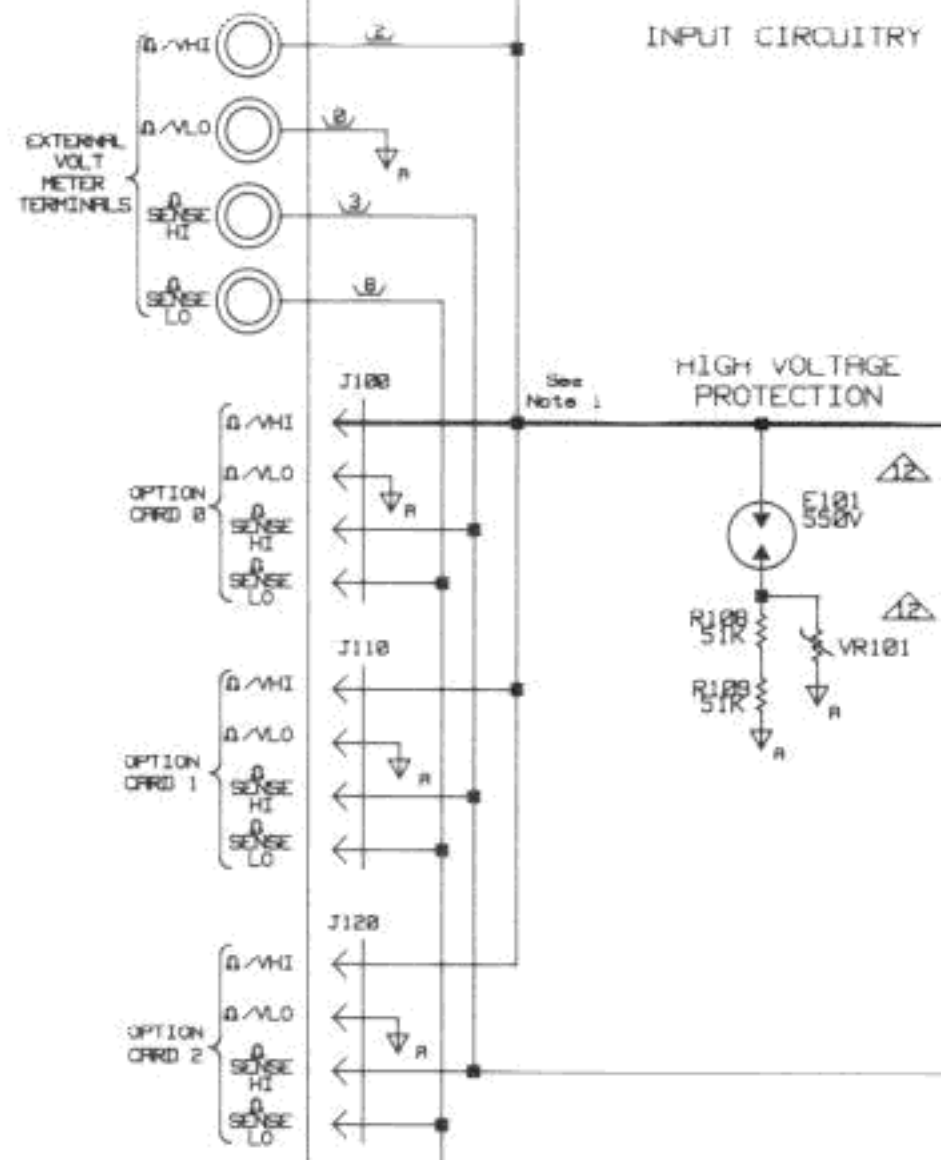 INPUT CIRCUITRY
Ω/VHI
2
Ω/VLO
0
A
EXTERNAL
VOLT
METER
TERMINALS
Ω
SENSE
HI
3
Ω
SENSE
LO
8
HIGH VOLTAGE
PROTECTION
J100
See
Note 1
Ω/VHI
Ω/VLO
A
OPTION
CARD 0
Ω
SENSE
HI
Ω
SENSE
LO
12
E101
550V
12
R108
51K
VR101
A
R109
51K
A
J110
Ω/VHI
Ω/VLO
A
OPTION
CARD 1
Ω
SENSE
HI
Ω
SENSE
LO
J120
Ω/VHI
Ω/VLO
A
OPTION
CARD 2
Ω
SENSE
HI
Ω
SENSE
LO